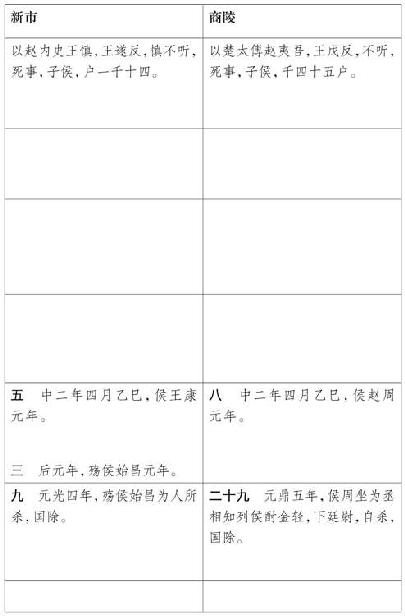 新市
商陵
以赵内史王慎,王遂反,慎不听,
死事,子侯,户一千十四。
以楚太傅赵夷吾,王戊反,不听,
死事,子侯,千四十五户。
五 中二年四月乙巳,侯王康
元年。
三 后元年,殇侯始昌元年。
八 中二年四月乙巳,侯赵周
元年。
九 元光四年,殇侯始昌为人所
杀,国除。
二十九 元鼎五年,侯周坐为丞
相知列侯酎金轻,下廷尉,自杀,
国除。